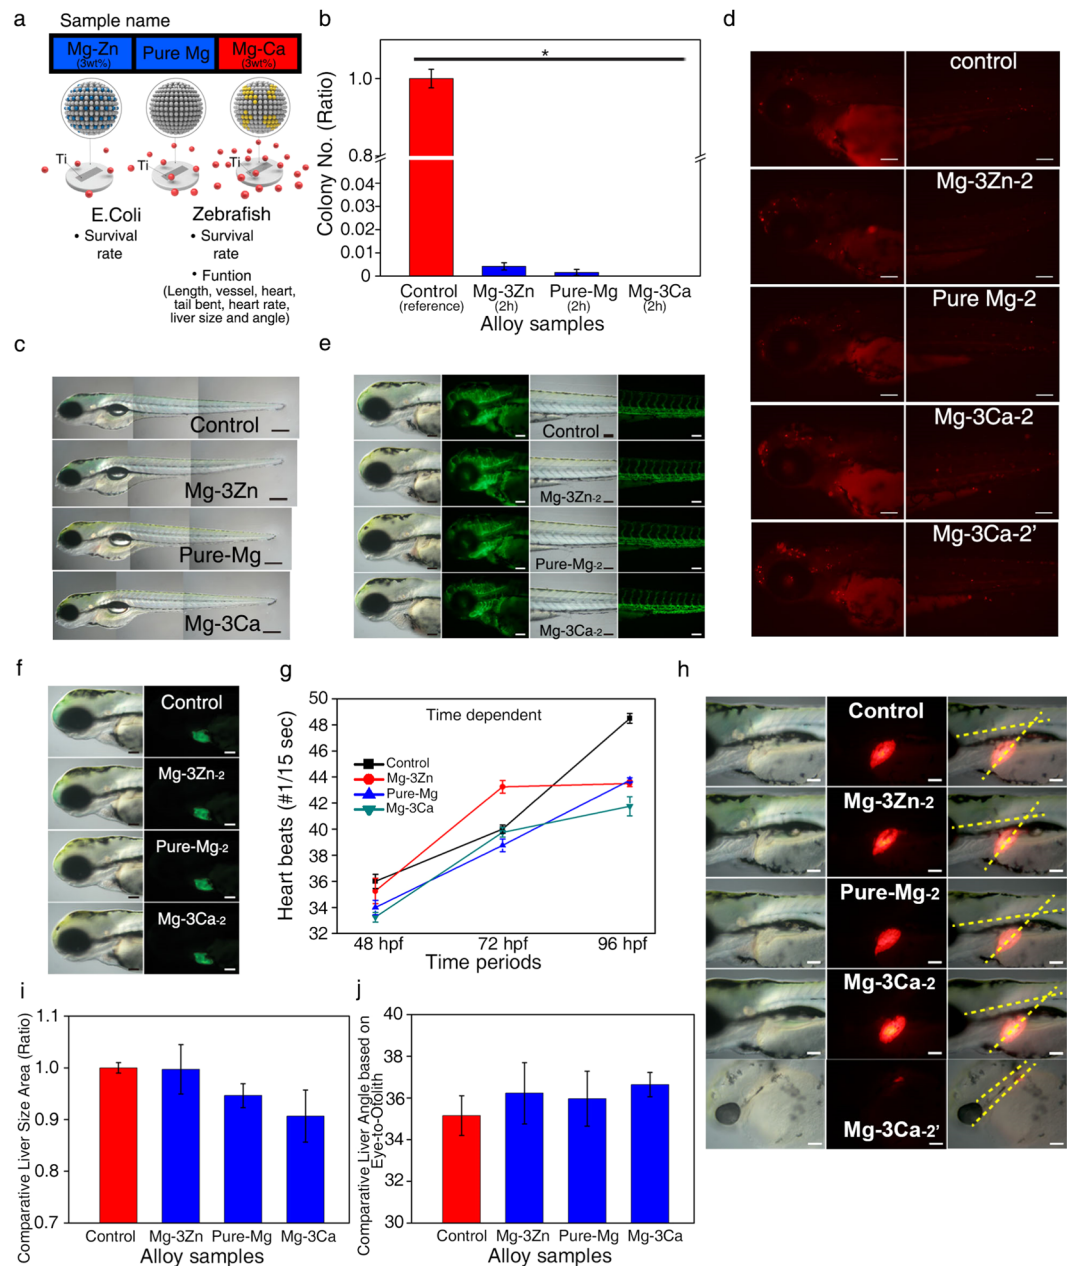 a
Sample name
Mg-Zn
(3wt%)
Pure Mg
Mg-Ca
(3wt%)
Ti
Ti
Ti
E.Coli
• Survival
rate
Zebrafish
• Survival
rate
• Funtion
(Length, vessel, heart,
tail bent, heart rate,
liver size and angle)
b
*
Colony No. (Ratio)
1.0
0.8
0.04
0.03
0.02
0.01
0
Control
(reference)
Mg-3Zn
(2h)
Pure-Mg
(2h)
Mg-3Ca
(2h)
Alloy samples
c
Control
Mg-3Zn
Pure-Mg
Mg-3Ca
d
control
Mg-3Zn-2
Pure Mg-2
Mg-3Ca-2
Mg-3Ca-2'
e
Control
Mg-3Zn-2
Pure-Mg-2
Mg-3Ca-2
f
Control
Mg-3Zn-2
Pure-Mg-2
Mg-3Ca-2
g
Heart beats (#1/15 sec)
50
48
46
44
42
40
38
36
34
32
Time dependent
Control
Mg-3Zn
Pure-Mg
Mg-3Ca
48 hpf
72 hpf
96 hpf
Time periods
h
Control
Mg-3Zn-2
Pure-Mg-2
Mg-3Ca-2
Mg-3Ca-2'
i
Comparative Liver Size Area (Ratio)
1.1
1.0
0.9
0.8
0.7
Control
Mg-3Zn
Pure-Mg
Mg-3Ca
Alloy samples
j
Comparative Liver Angle based on
Eye-to-Otolith
40
38
36
34
32
30
Control
Mg-3Zn
Pure-Mg
Mg-3Ca
Alloy samples